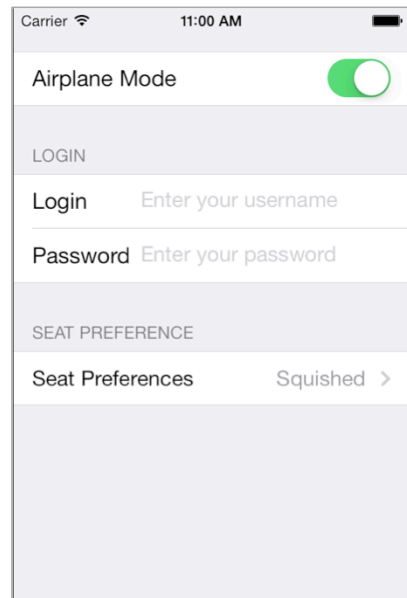 Carrier 11:00 AM
Airplane Mode
LOGIN
Login Enter your username
Password Enter your password
SEAT PREFERENCE
Seat Preferences Squished